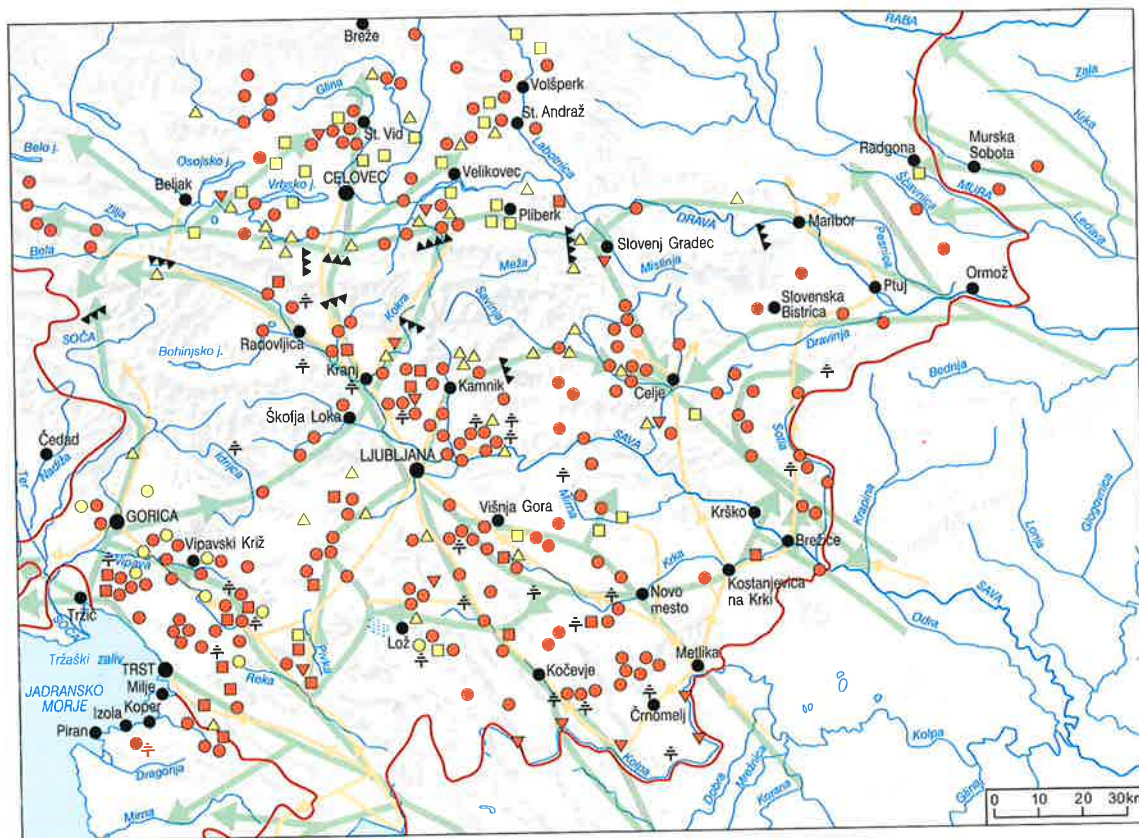 RABA
Breže
Zala
Glina
Volšperk
Krka
St. Andraž
Belo j.
Osojsko j.
Št. Vid
Labotnica
Radgona
Murska
Sobota
Vrbsko j.
CELOVEC
Velikovec
Beljak
Ščavnica
MURA
Zilja
Pliberk
DRAVA
Maribor
Ledava
Bela
Meža
Slovenj Gradec
Mislinja
Pesnica
Ormož
Ptuj
Savinja
Slovenska
Bistrica
SOČA
Kokra
Radovljica
Bohinjsko j.
Dravinja
Kranj
Kamnik
Celje
Bednja
Škofja Loka
Čedad
Nadiža
Idrijca
SAVA
Sotla
LJUBLJANA
Ter
Mirna
Krapina
Glogovnica
Lonja
GORICA
Višnja Gora
Krško
Vipavski Križ
Vipava
Brežice
Krka
Kostanjevica
na Krki
SAVA
Tržič
Novo
mesto
SOČA
Odra
Lož
Tržaški zaliv
Pivka
Reka
Metlika
TRST
Kočevje
JADRANSKO
MORJE
Milje
Izola
Koper
Črnomelj
Piran
Kolpa
Kolpa
Dragonja
Dobra
Mrežnica
Korana
Glina
Mirna
0 10 20 30km